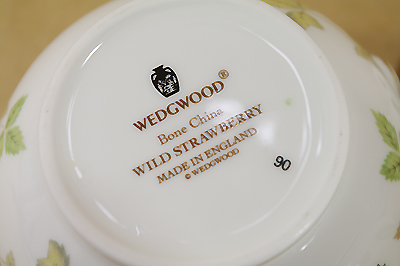 WEDGWOOD®
Bone China
WILD STRAWBERRY
MADE IN ENGLAND
© WEDGWOOD
90